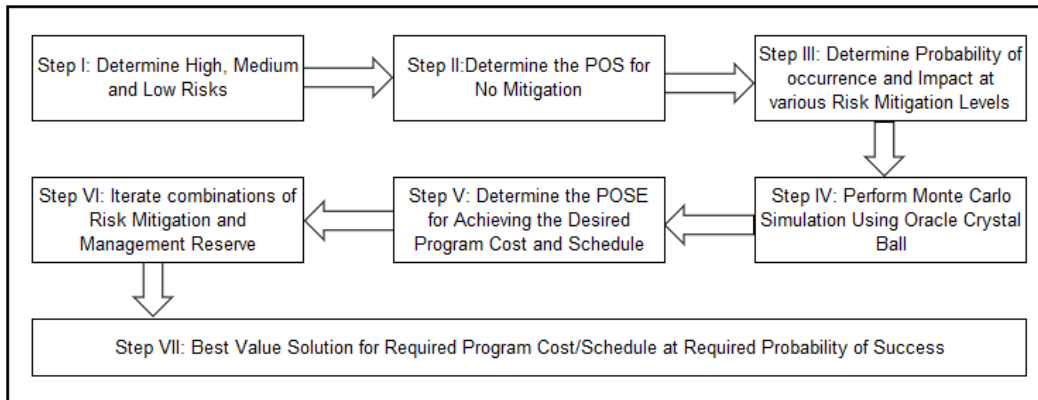 Step I: Determine High, Medium
and Low Risks
Step II:Determine the POS for
No Mitigation
Step III: Determine Probability of
occurrence and Impact at
various Risk Mitigation Levels
Step IV: Perform Monte Carlo
Simulation Using Oracle Crystal
Ball
Step V: Determine the POSE
for Achieving the Desired
Program Cost and Schedule
Step VI: Iterate combinations of
Risk Mitigation and
Management Reserve
Step VII: Best Value Solution for Required Program Cost/Schedule at Required Probability of Success